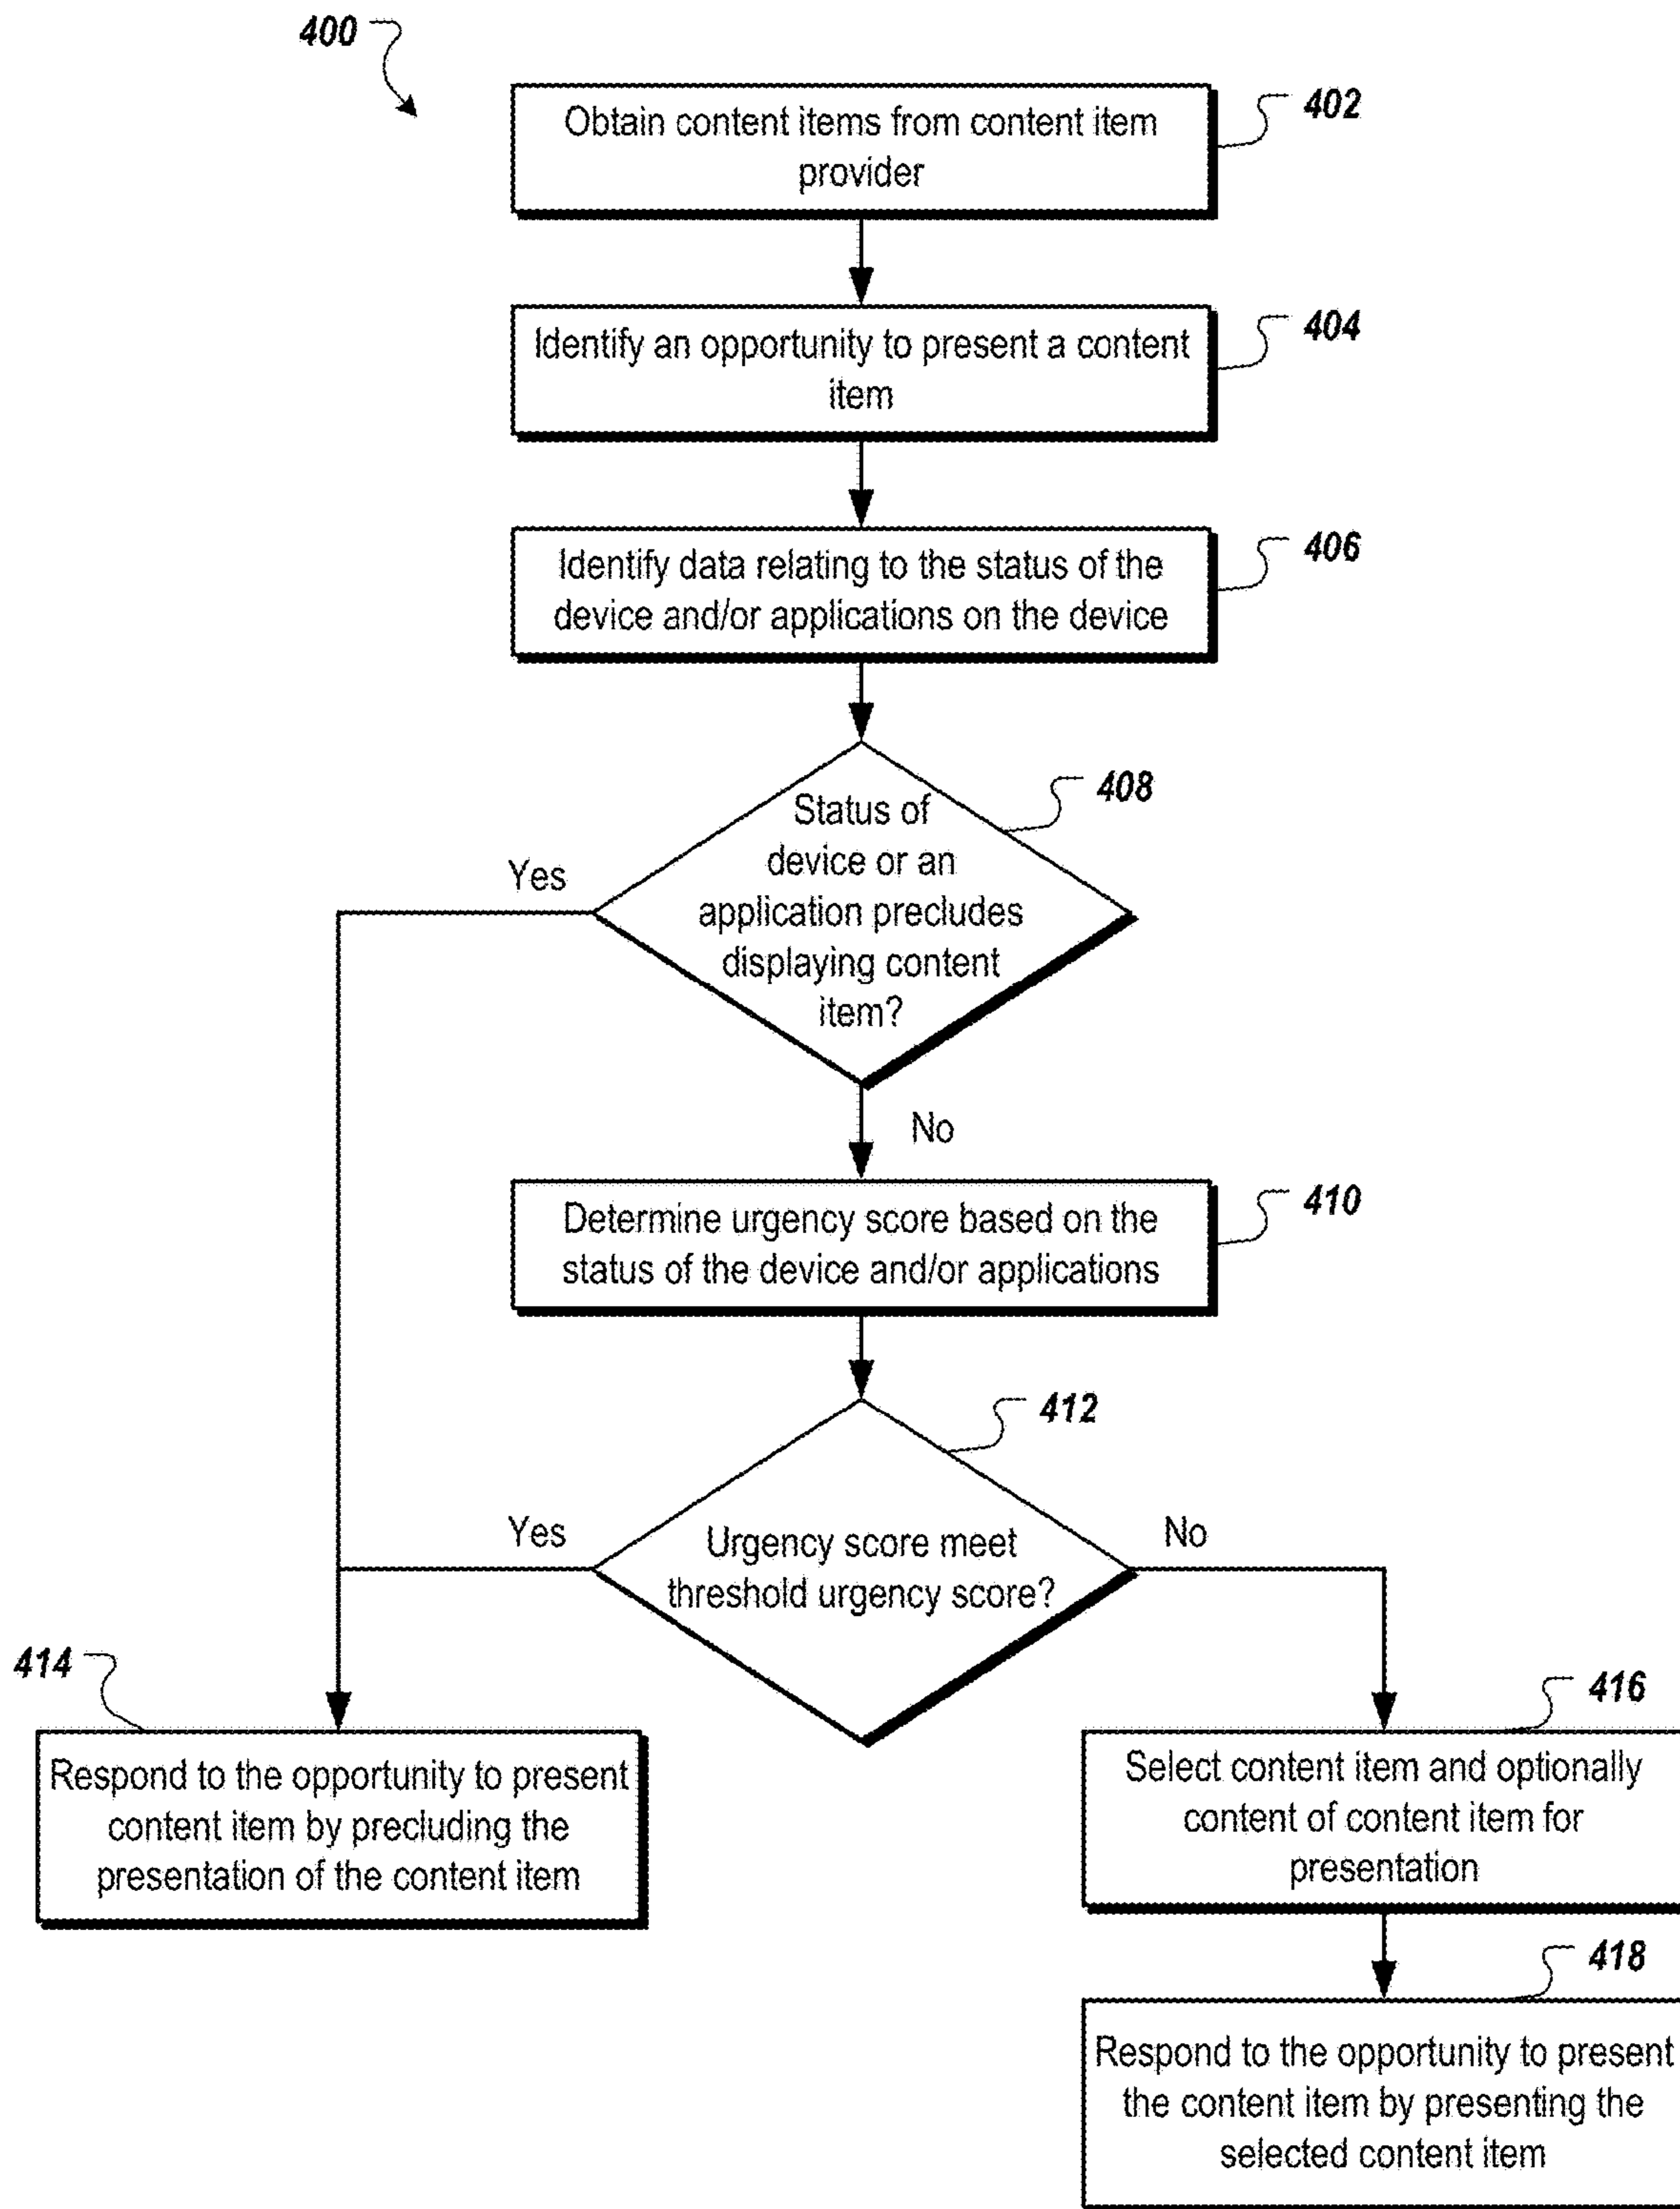 400
Obtain content items from content item
provider
402
Identify an opportunity to present a content
item
404
Identify data relating to the status of the
device and/or applications on the device
406
Status of
device or an
application precludes
displaying content
item?
408
Yes
No
Determine urgency score based on the
status of the device and/or applications
410
Urgency score meet
threshold urgency score?
412
Yes
No
414
Respond to the opportunity to present
content item by precluding the
presentation of the content item
416
Select content item and optionally
content of content item for
presentation
418
Respond to the opportunity to present
the content item by presenting the
selected content item